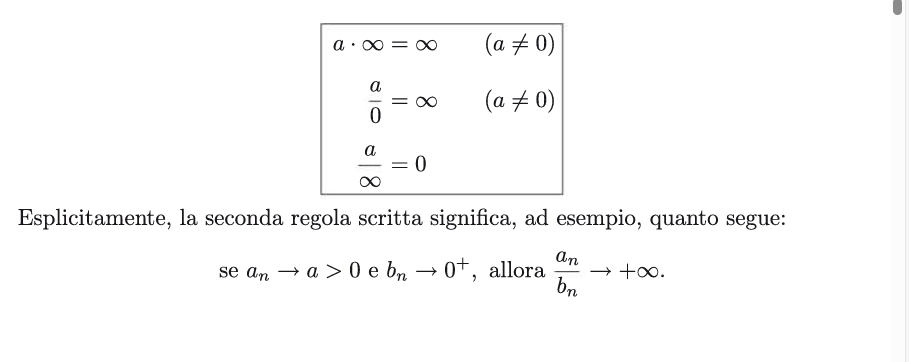 a · ∞ = ∞ (a ≠ 0)
a/0 = ∞ (a ≠ 0)
a/∞ = 0
Esplicitamente, la seconda regola scritta significa, ad esempio, quanto segue:
se aₙ → a > 0 e bₙ → 0⁺, allora aₙ/bₙ → +∞.